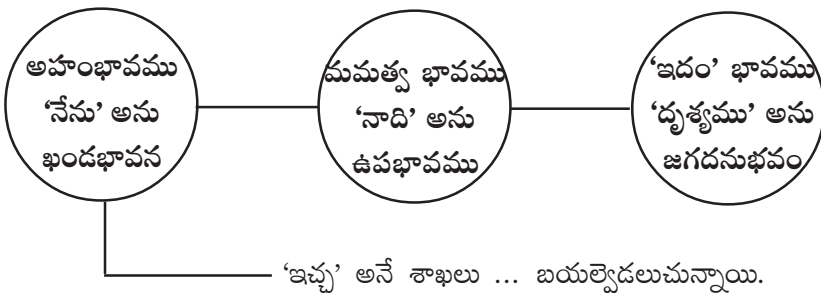 అహంభావము
‘నేను’ అను
ఖండభావన
మమత్వ భావము
‘నాది’ అను
ఉపభావము
‘ఇదం’ భావము
‘దృశ్యము’ అను
జగదనుభవం
‘ఇచ్ఛ’ అనే శాఖలు ... బయల్వెడలుచున్నాయి.